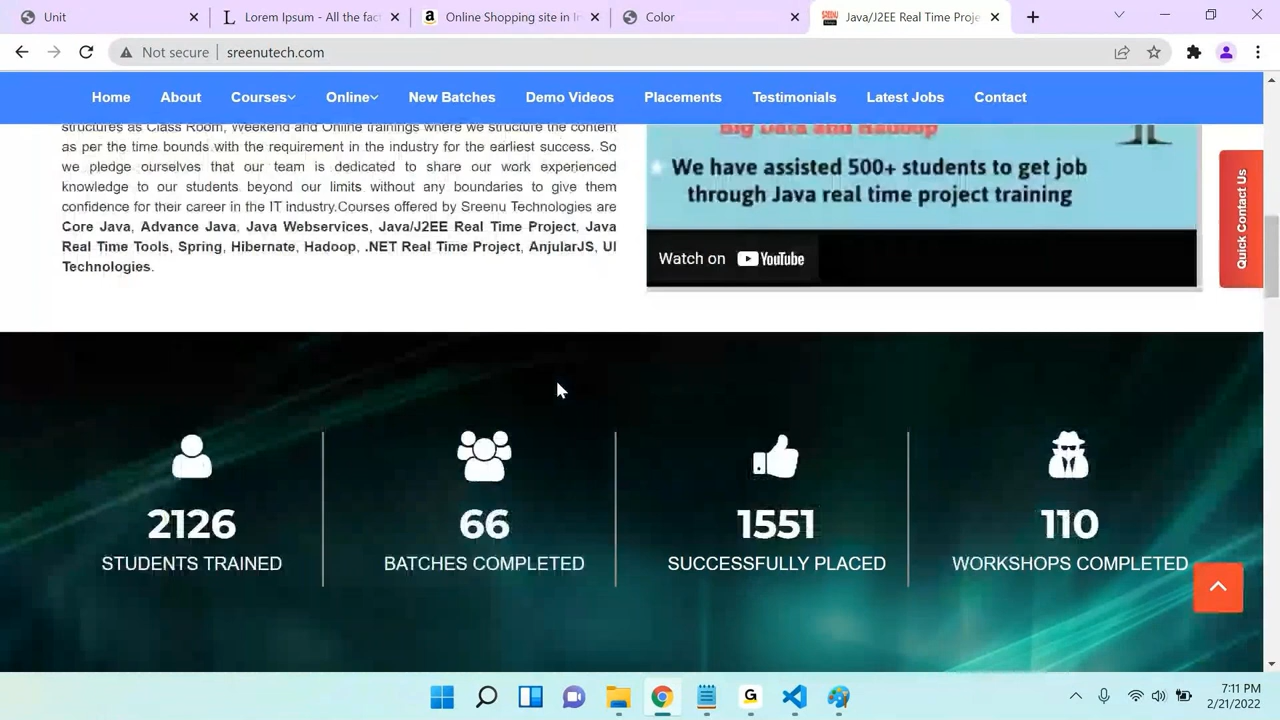 Unit
Lorem Ipsum - All the fac
Online Shopping site in In
Color
Java/J2EE Real Time Proje
Not secure
sreenutech.com
Home
About
Courses
Online
New Batches
Demo Videos
Placements
Testimonials
Latest Jobs
Contact
structures as Class Room, Weekend and Online trainings where we structure the content
as per the time bounds with the requirement in the industry for the earliest success. So
we pledge ourselves that our team is dedicated to share our work experienced
knowledge to our students beyond our limits without any boundaries to give them
confidence for their career in the IT industry.Courses offered by Sreenu Technologies are
Core Java, Advance Java, Java Webservices, Java/J2EE Real Time Project, Java
Real Time Tools, Spring, Hibernate, Hadoop, .NET Real Time Project, AnjularJS, UI
Technologies.
Big Data and Hadoop
We have assisted 500+ students to get job
through Java real time project training
Watch on YouTube
Quick Contact Us
2126
STUDENTS TRAINED
66
BATCHES COMPLETED
1551
SUCCESSFULLY PLACED
110
WORKSHOPS COMPLETED
7:11 PM
2/21/2022